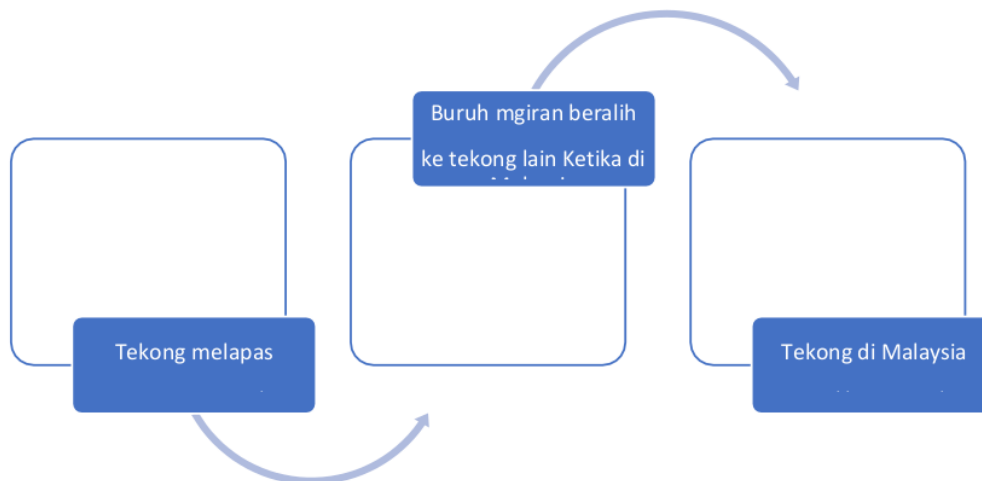 Tekong melapas
Buruh mgiran beralih
ke tekong lain Ketika di
Tekong di Malaysia